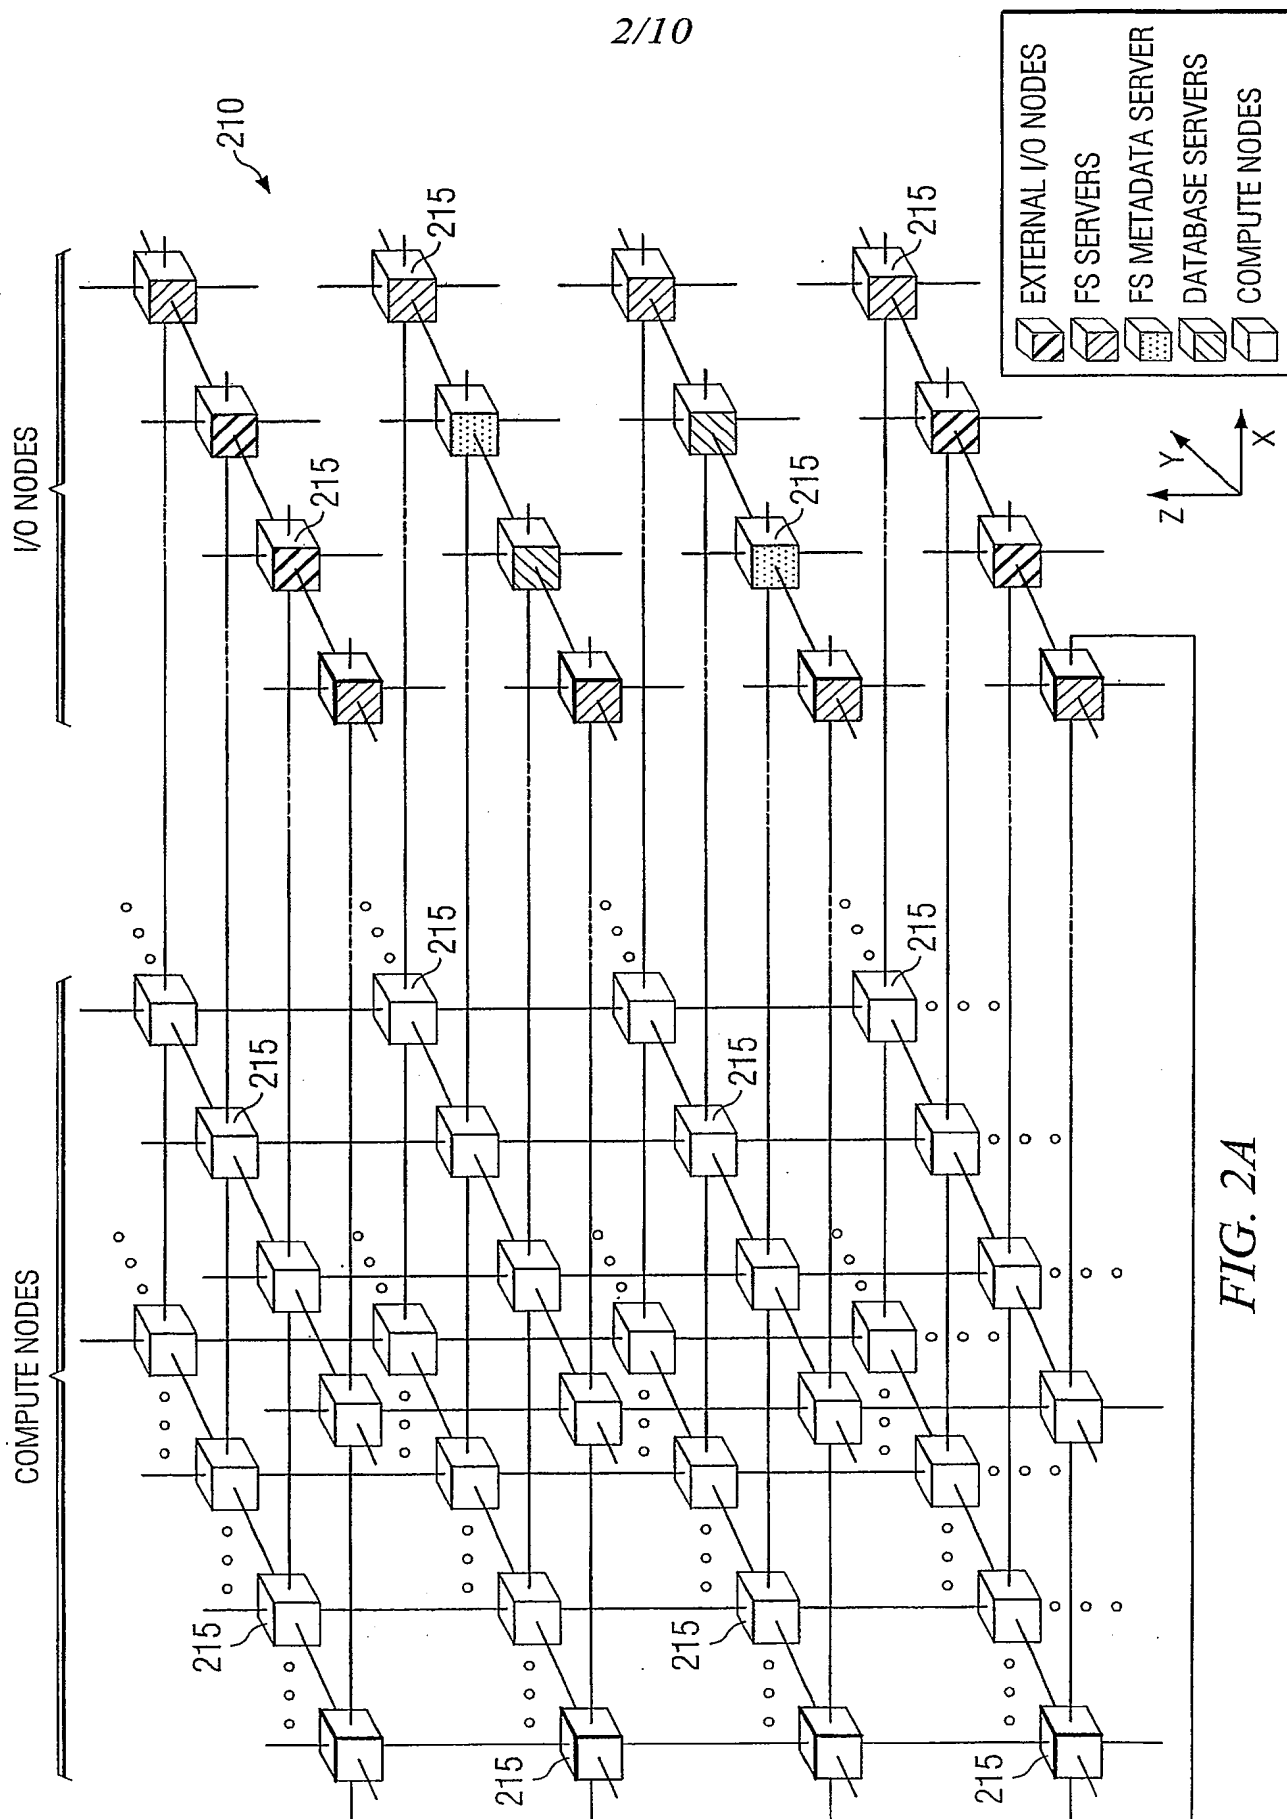 2/10
COMPUTE NODES
I/O NODES
210
215
215
215
215
215
215
215
215
215
215
215
215
215
Z
Y
X
EXTERNAL I/O NODES
FS SERVERS
FS METADATA SERVER
DATABASE SERVERS
COMPUTE NODES
FIG. 2A